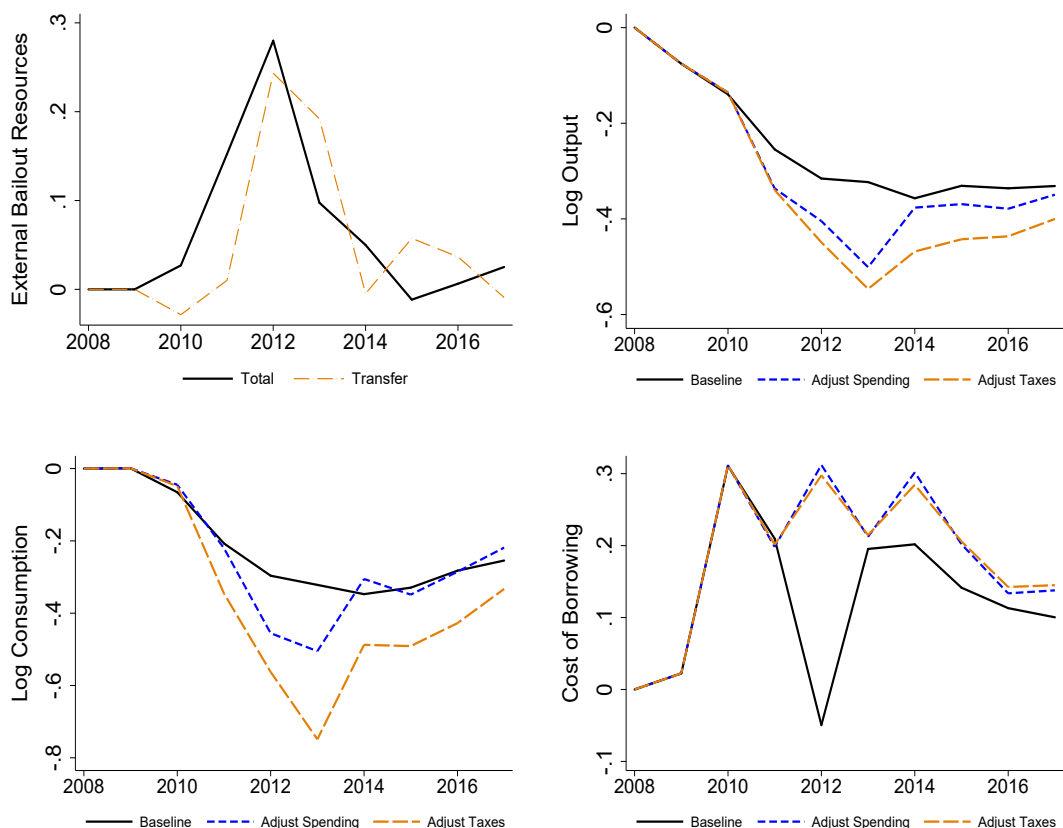 External Bailout Resources
.3
.2
.1
0
2008 2010 2012 2014 2016
Total Transfer
Log Output
0
-.2
-.4
-.6
2008 2010 2012 2014 2016
Baseline Adjust Spending Adjust Taxes
Log Consumption
0
-.2
-.4
-.6
-.8
2008 2010 2012 2014 2016
Baseline Adjust Spending Adjust Taxes
Cost of Borrowing
.3
.2
.1
0
-.1
2008 2010 2012 2014 2016
Baseline Adjust Spending Adjust Taxes